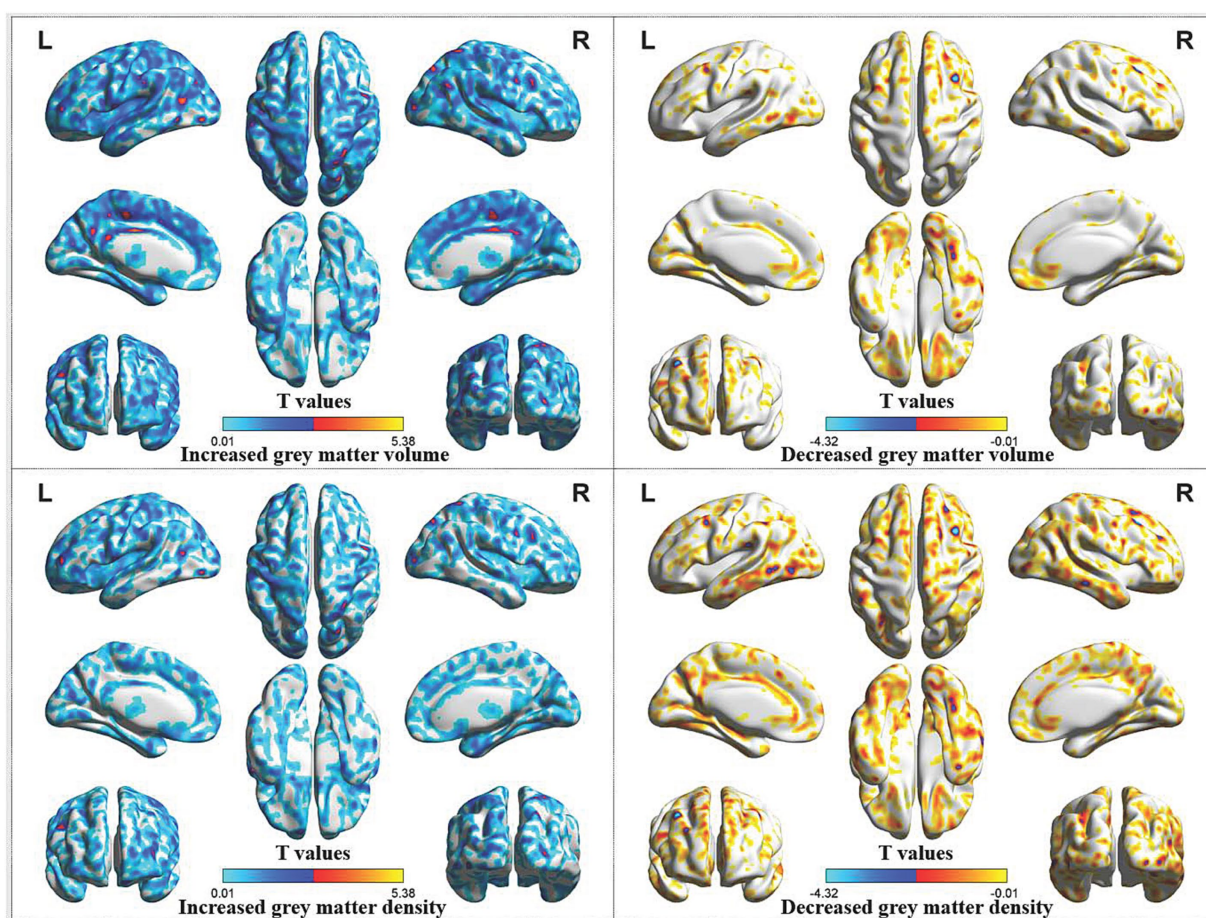 L R
L R
T values
0.01 5.38
Increased grey matter volume
T values
-4.32 -0.01
Decreased grey matter volume
L R
L R
T values
0.01 5.38
Increased grey matter density
T values
-4.32 -0.01
Decreased grey matter density